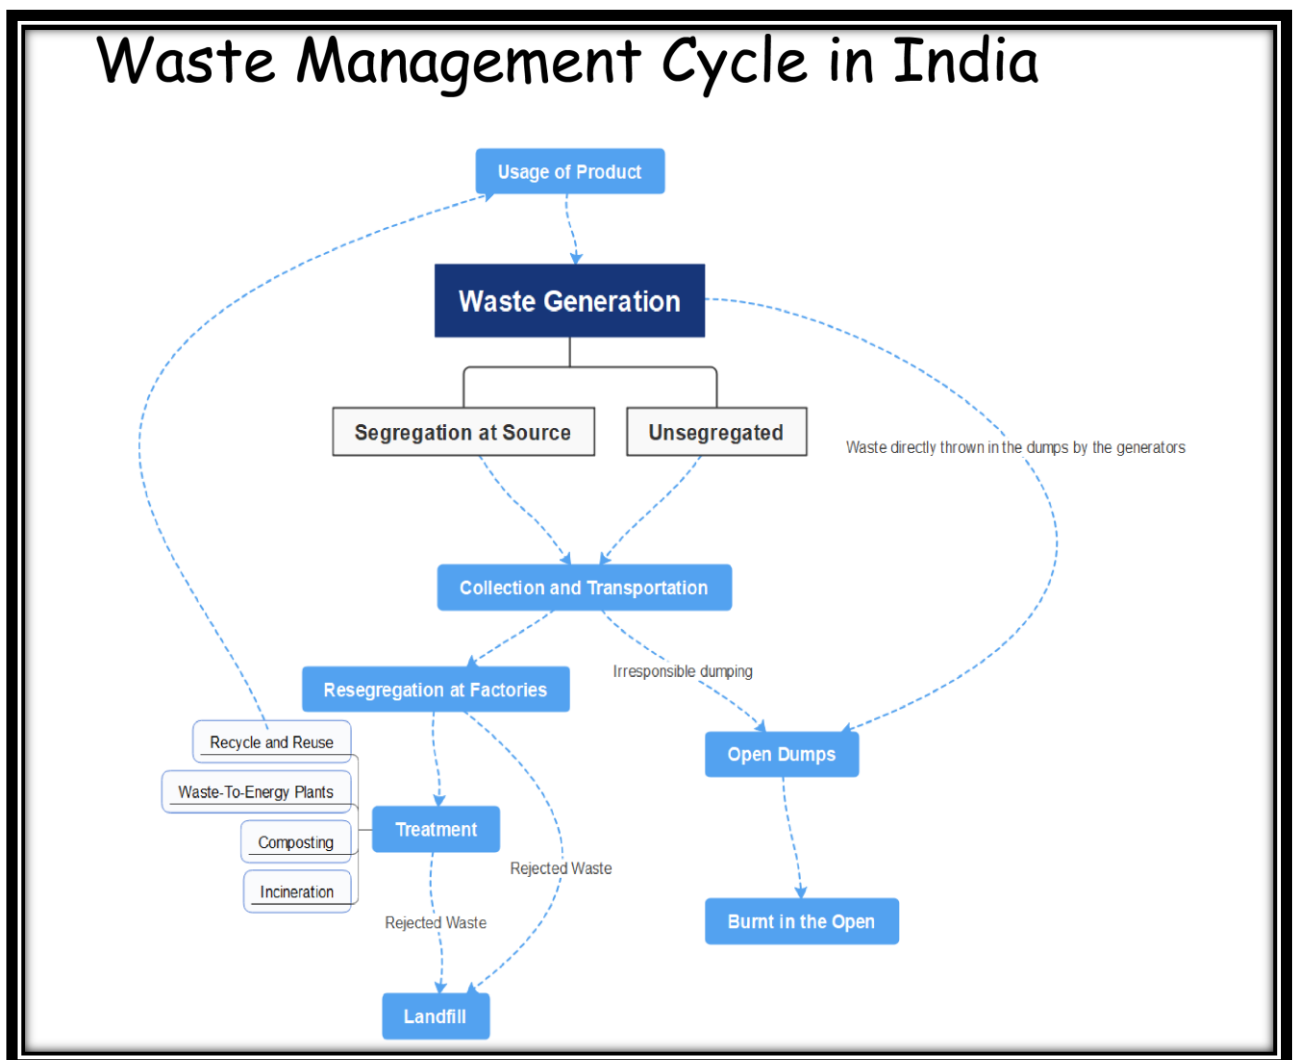 Waste Management Cycle in India
Usage of Product
Waste Generation
Segregation at Source
Unsegregated
Waste directly thrown in the dumps by the generators
Collection and Transportation
Irresponsible dumping
Resegregation at Factories
Recycle and Reuse
Waste-To-Energy Plants
Composting
Incineration
Treatment
Open Dumps
Rejected Waste
Rejected Waste
Burnt in the Open
Landfill